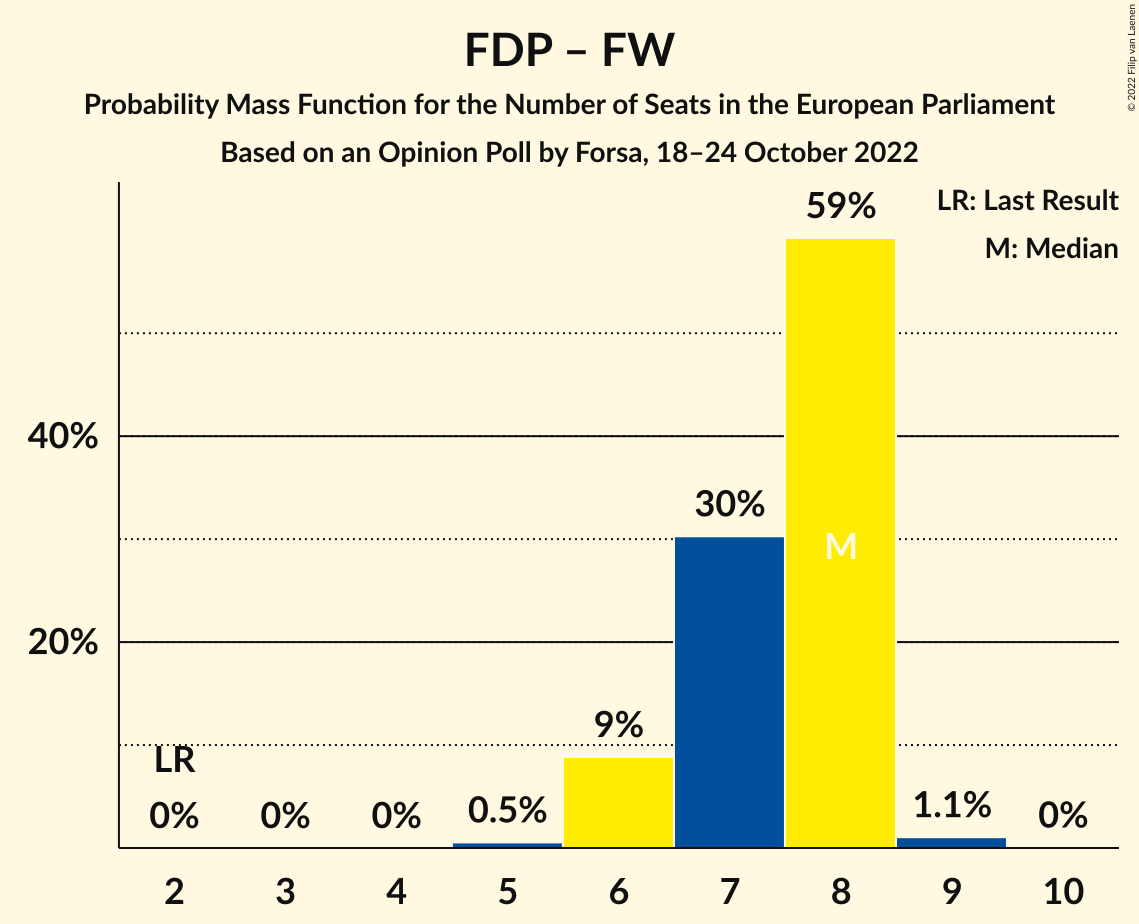 FDP – FW
Probability Mass Function for the Number of Seats in the European Parliament
Based on an Opinion Poll by Forsa, 18–24 October 2022
© 2022 Filip van Laenen
LR: Last Result
M: Median
59%
40%
30%
M
20%
9%
LR
0% 0% 0% 0.5% 1.1% 0%
2 3 4 5 6 7 8 9 10